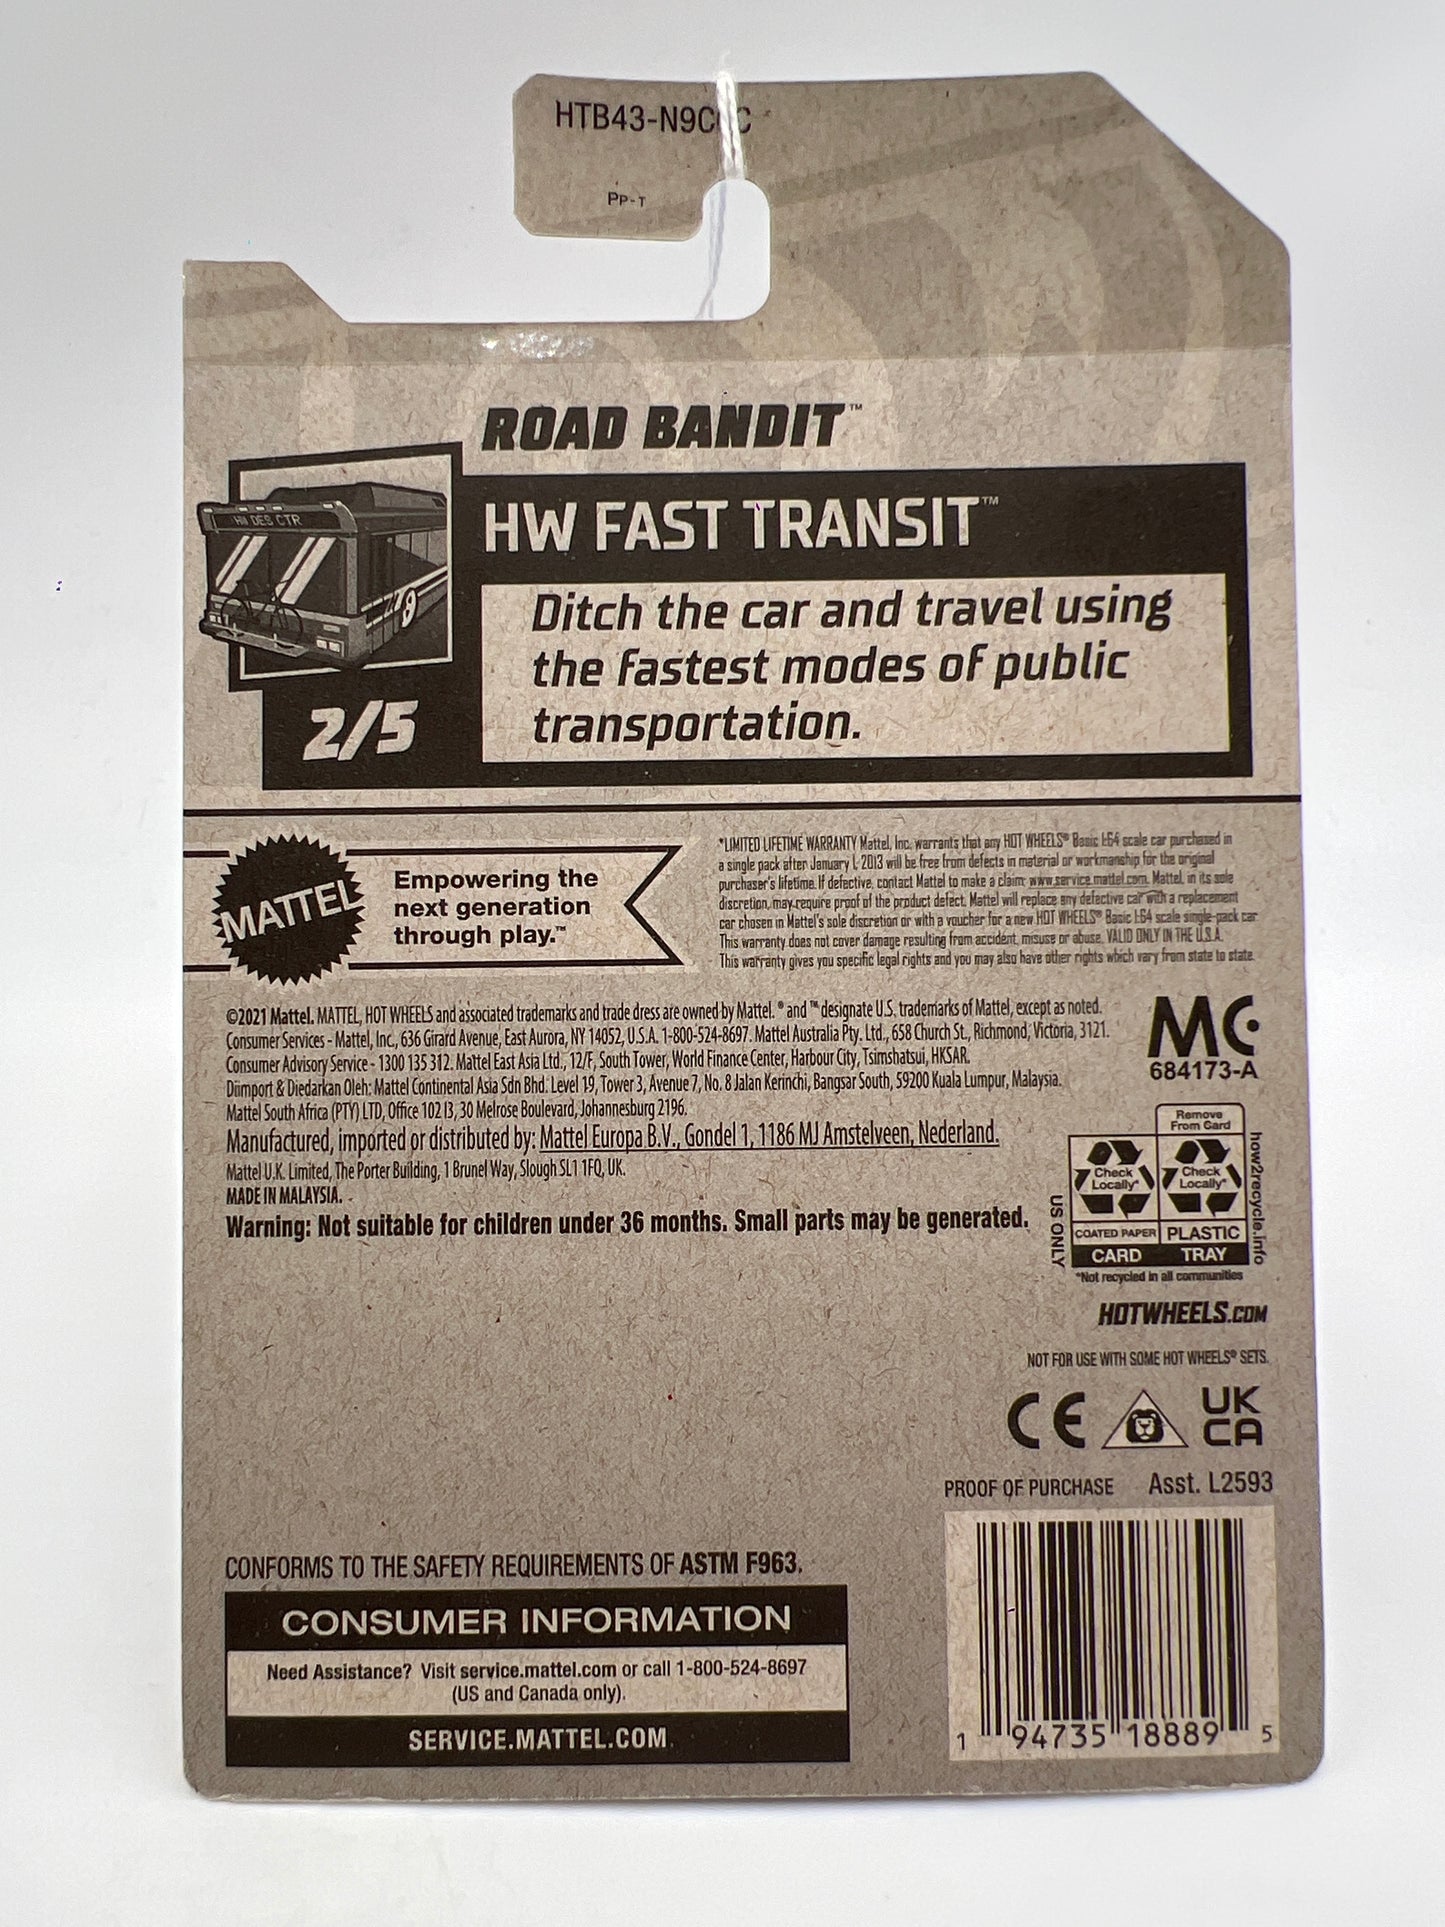 HTB43-N9C C
PP-T
ROAD BANDIT™
HW FAST TRANSIT™
HW DES CTR
9
Ditch the car and travel using
the fastest modes of public
transportation.
2/5
MATTEL
Empowering the
next generation
through play.™
*LIMITED LIFETIME WARRANTY Mattel, Inc. warrants that any HOT WHEELS® Basic 1:64 scale car purchased in
a single pack after January 1, 2013 will be free from defects in material or workmanship for the original
purchaser's lifetime. If defective, contact Mattel to make a claim: www.service.mattel.com. Mattel, in its sole
discretion, may require proof of the product defect. Mattel will replace any defective car with a replacement
car chosen in Mattel's sole discretion or with a voucher for a new HOT WHEELS® Basic 1:64 scale single-pack car.
This warranty does not cover damage resulting from accident, misuse or abuse. VALID ONLY IN THE U.S.A.
This warranty gives you specific legal rights and you may also have other rights which vary from state to state.
©2021 Mattel. MATTEL, HOT WHEELS and associated trademarks and trade dress are owned by Mattel. ® and ™ designate U.S. trademarks of Mattel, except as noted.
Consumer Services - Mattel, Inc., 636 Girard Avenue, East Aurora, NY 14052, U.S.A. 1-800-524-8697. Mattel Australia Pty. Ltd., 658 Church St., Richmond, Victoria, 3121.
Consumer Advisory Service - 1300 135 312. Mattel East Asia Ltd., 12/F, South Tower, World Finance Center, Harbour City, Tsimshatsui, HKSAR.
Diimport & Diedarkan Oleh: Mattel Continental Asia Sdn Bhd. Level 19, Tower 3, Avenue 7, No. 8 Jalan Kerinchi, Bangsar South, 59200 Kuala Lumpur, Malaysia.
Mattel South Africa (PTY) LTD, Office 102 I3, 30 Melrose Boulevard, Johannesburg 2196.
Manufactured, imported or distributed by: Mattel Europa B.V., Gondel 1, 1186 MJ Amstelveen, Nederland.
Mattel U.K. Limited, The Porter Building, 1 Brunel Way, Slough SL1 1FQ, UK.
MADE IN MALAYSIA.
Warning: Not suitable for children under 36 months. Small parts may be generated.
MC
684173-A
Remove
From Card
Check
Locally*
Check
Locally*
COATED PAPER
PLASTIC
CARD
TRAY
US ONLY
how2recycle.info
*Not recycled in all communities
HOTWHEELS.COM
NOT FOR USE WITH SOME HOT WHEELS® SETS.
CE
UK
CA
PROOF OF PURCHASE Asst. L2593
1 94735 18889 5
CONFORMS TO THE SAFETY REQUIREMENTS OF ASTM F963.
CONSUMER INFORMATION
Need Assistance? Visit service.mattel.com or call 1-800-524-8697
(US and Canada only).
SERVICE.MATTEL.COM